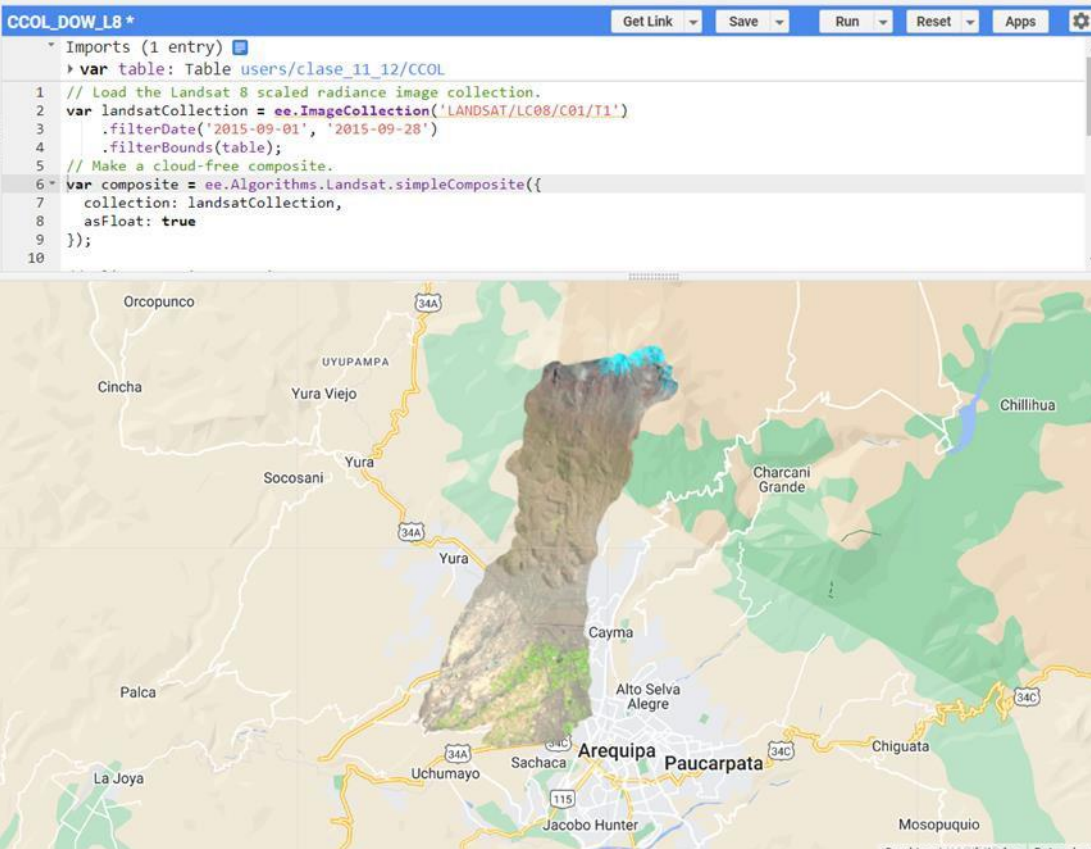 CCOL_DOW_L8 *
Get Link
Save
Run
Reset
Apps
Imports (1 entry)
var table: Table users/clase_11_12/CCOL
1 // Load the Landsat 8 scaled radiance image collection.
2 var landsatCollection = ee.ImageCollection('LANDSAT/LC08/C01/T1')
3 .filterDate('2015-09-01', '2015-09-28')
4 .filterBounds(table);
5 // Make a cloud-free composite.
6 var composite = ee.Algorithms.Landsat.simpleComposite({
7 collection: landsatCollection,
8 asFloat: true
9 });
10
Orcopunco
34A
UYUPAMPA
Cincha
Yura Viejo
Chillihua
Yura
Socosani
Charcani
Grande
34A
Yura
Cayma
Palca
Alto Selva
Alegre
34C
34A
34C
Arequipa
34C
Chiguata
Sachaca
Paucarpata
Uchumayo
La Joya
115
Jacobo Hunter
Mosopuquio